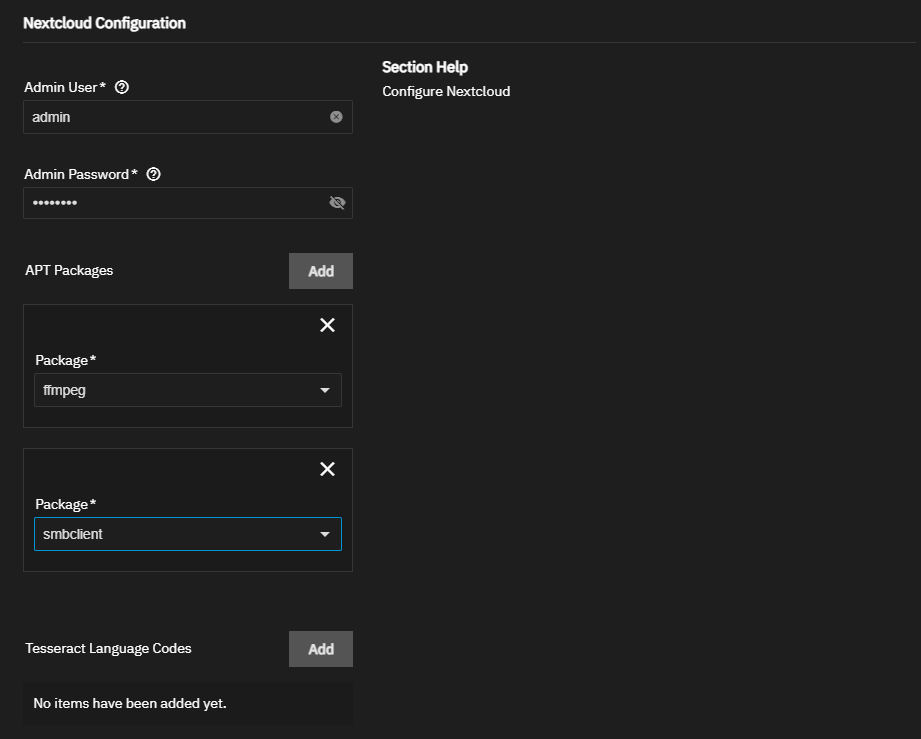 Nextcloud Configuration
Admin User*
admin
Admin Password*
••••••••
APT Packages
Add
Package*
ffmpeg
Package*
smbclient
Tesseract Language Codes
Add
No items have been added yet.
Section Help
Configure Nextcloud